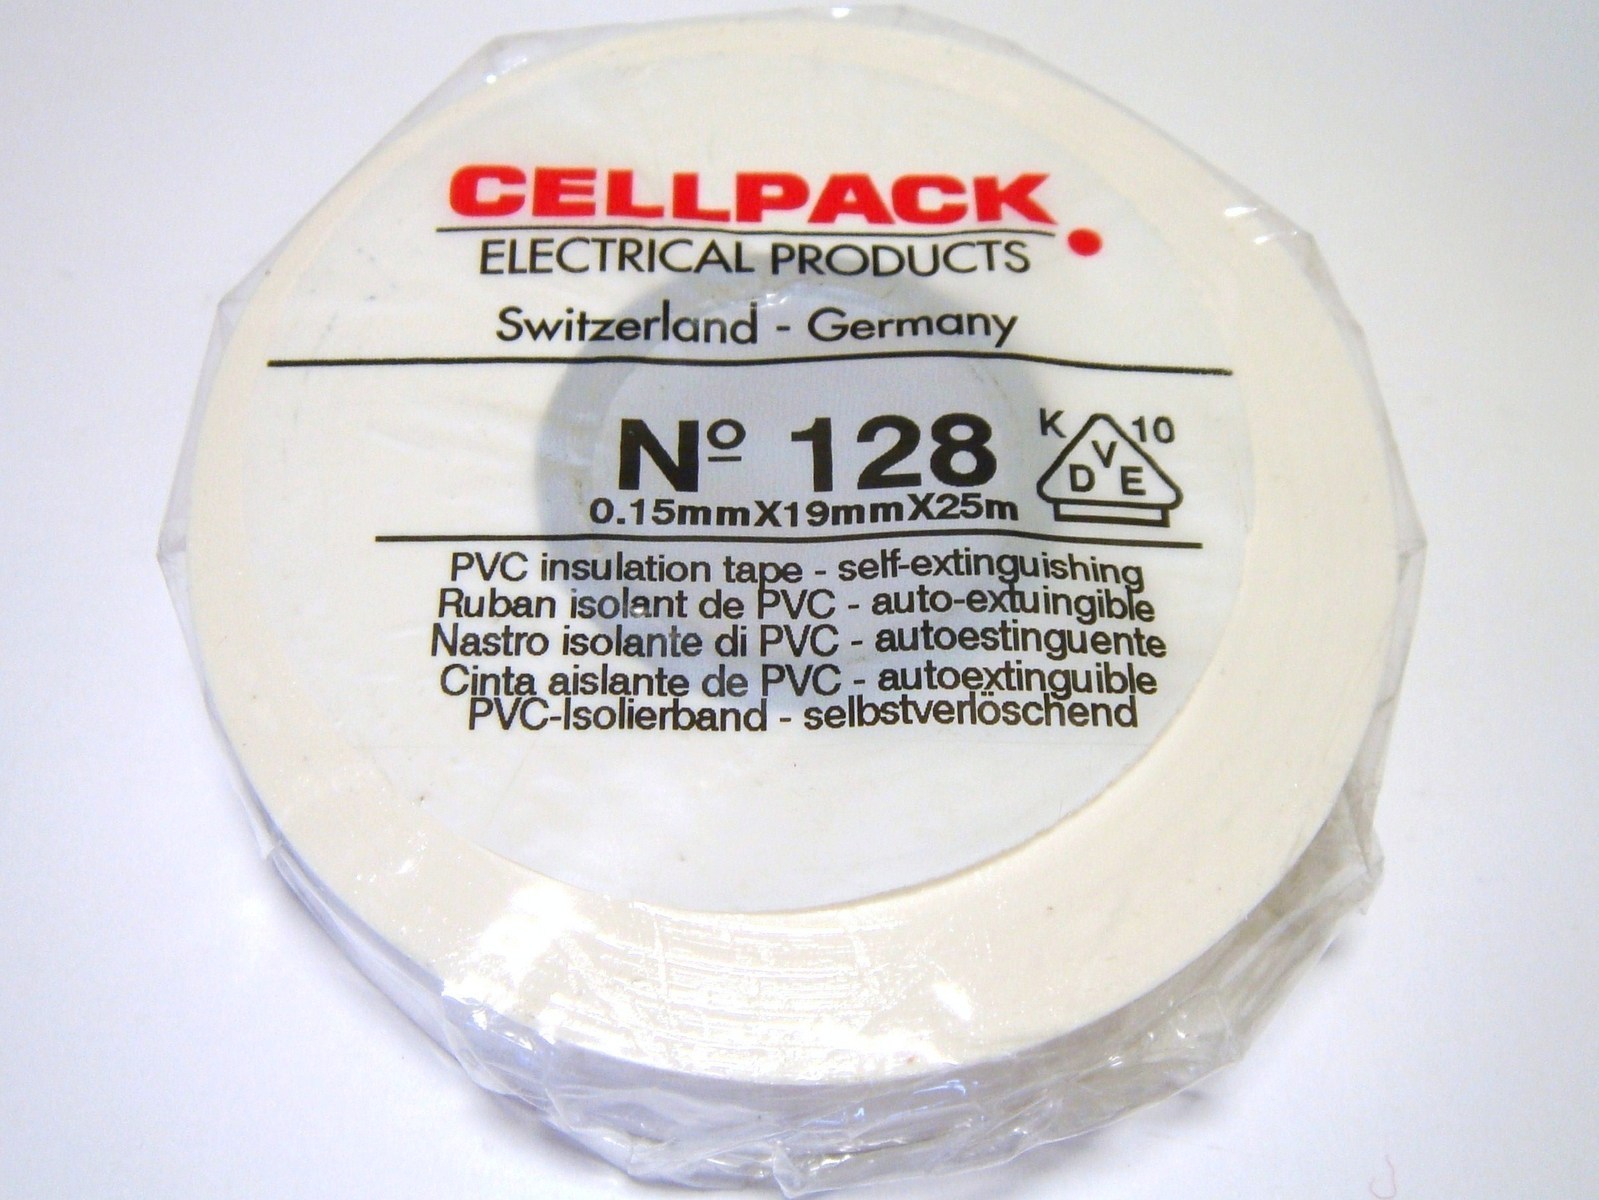 CELLPACK
ELECTRICAL PRODUCTS
Switzerland - Germany
Nº 128
K 10
V
D E
0.15mmX19mmX25m
PVC insulation tape - self-extinguishing
Ruban isolant de PVC - auto-extuingible
Nastro isolante di PVC - autoestinguente
Cinta aislante de PVC - autoextinguible
PVC-Isolierband - selbstverlöschend